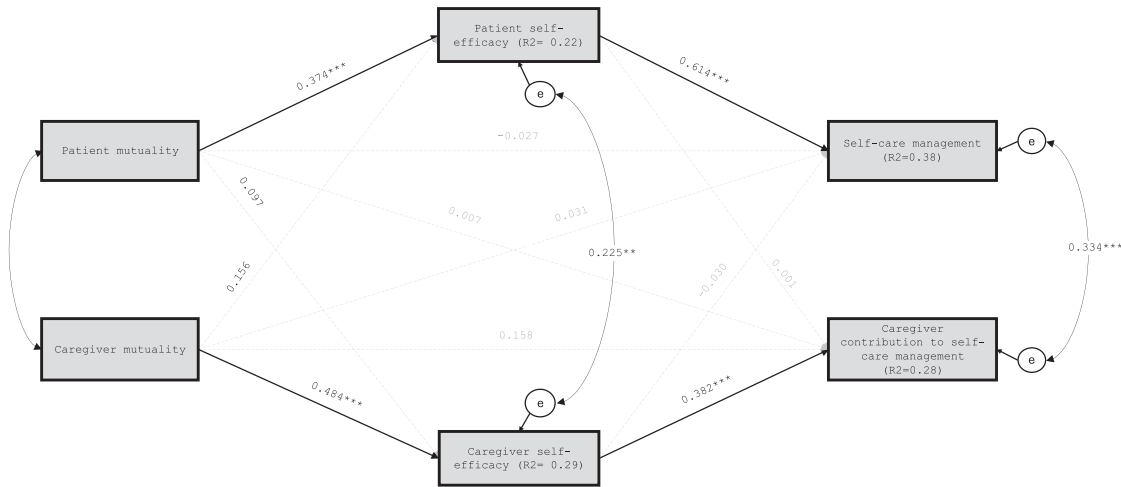 Patient self-
efficacy (R2= 0.22)
0.374***
0.614***
e
-0.027
Patient mutuality
Self-care management
(R2=0.38)
e
0.097
0.007
0.031
0.225**
0.334***
0.156
-0.030
0.001
Caregiver mutuality
0.158
Caregiver
contribution to self-
care management
(R2=0.28)
e
0.484***
0.382***
e
Caregiver self-
efficacy (R2= 0.29)